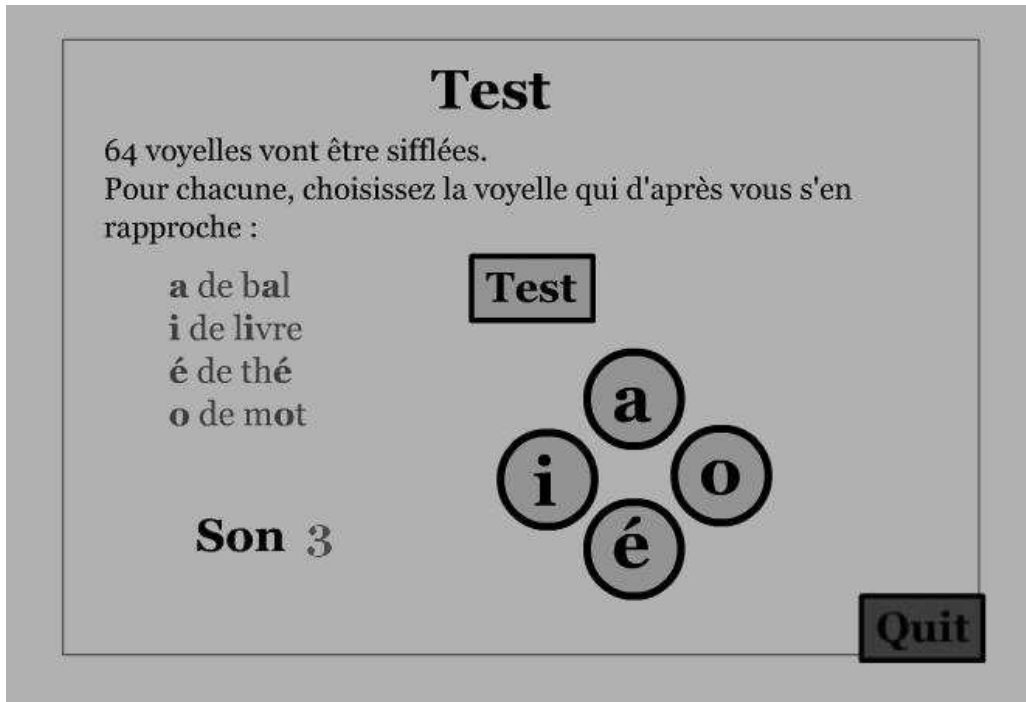 Test
64 voyelles vont être sifflées.
Pour chacune, choisissez la voyelle qui d'après vous s'en
rapproche :
a de bal
i de livre
é de thé
o de mot
Test
a
i
o
é
Son 3
Quit